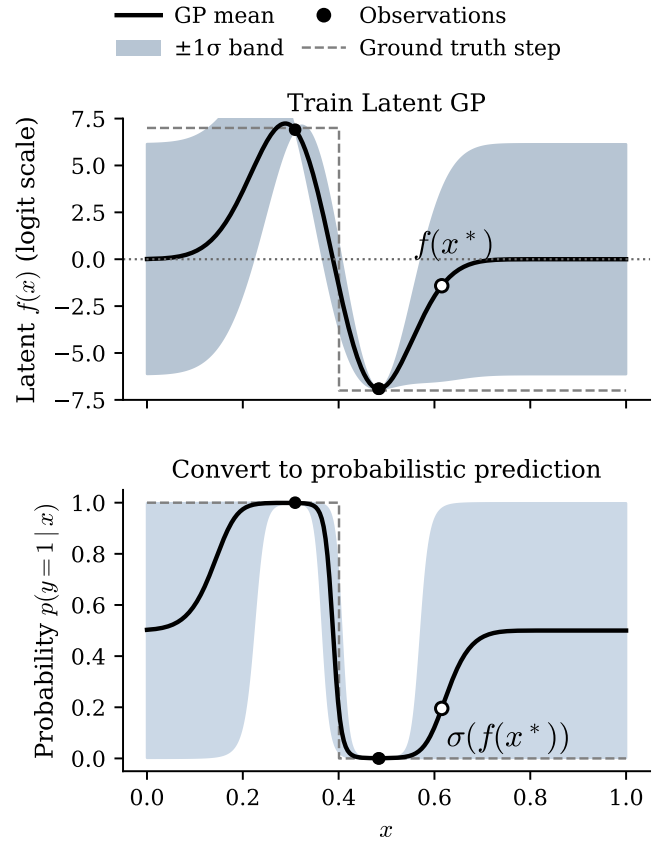 GP mean
Observations
±1σ band
Ground truth step
Train Latent GP
Latent f(x) (logit scale)
7.5
5.0
2.5
0.0
−2.5
−5.0
−7.5
f(x*)
Convert to probabilistic prediction
Probability p(y=1|x)
1.0
0.8
0.6
0.4
0.2
0.0
σ(f(x*))
0.0 0.2 0.4 0.6 0.8 1.0
x